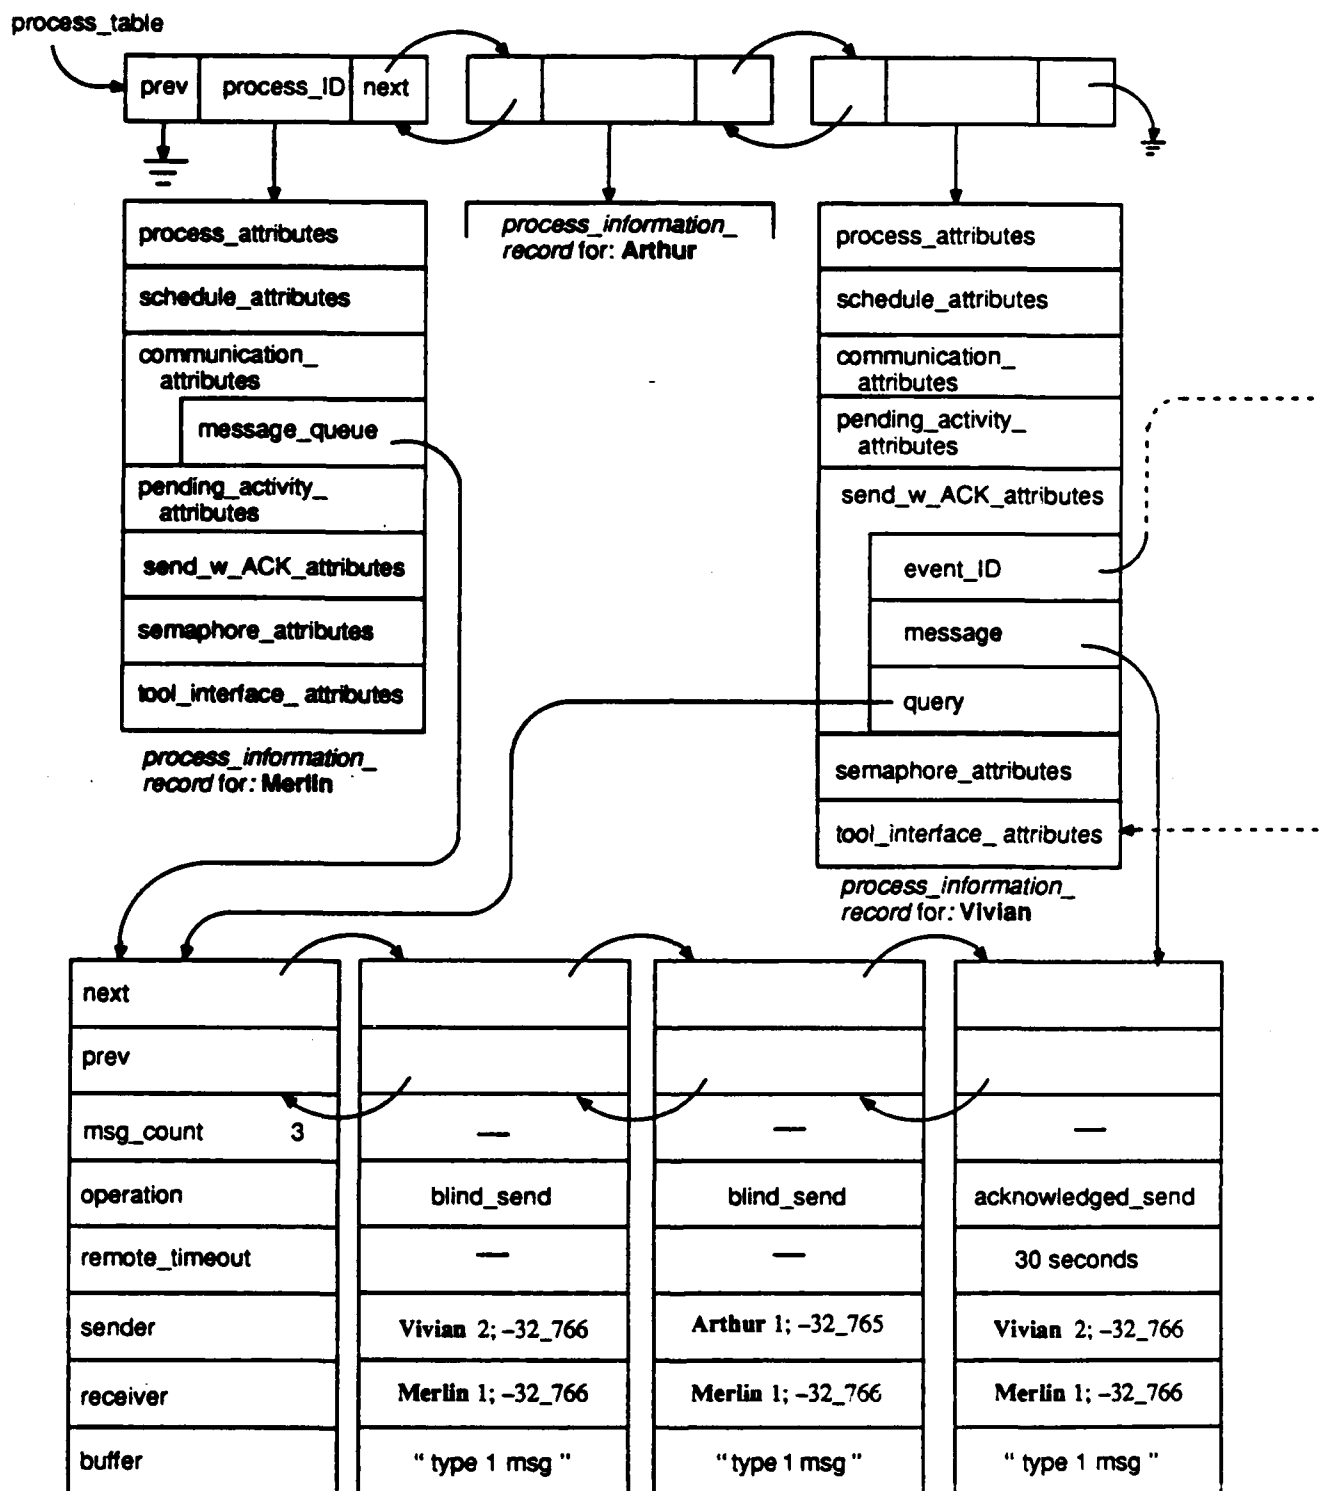 process_table
prev process_ID next
process_attributes
schedule_attributes
communication_
attributes
message_queue
pending_activity_
attributes
send_w_ACK_attributes
semaphore_attributes
tool_interface_ attributes
process_information_
record for: Merlin
process_information_
record for: Arthur
process_attributes
schedule_attributes
communication_
attributes
pending_activity_
attributes
send_w_ACK_attributes
event_ID
message
query
semaphore_attributes
tool_interface_ attributes
process_information_
record for: Vivian
next
prev
msg_count 3 — — —
operation blind_send blind_send acknowledged_send
remote_timeout — — 30 seconds
sender Vivian 2; -32_766 Arthur 1; -32_765 Vivian 2; -32_766
receiver Merlin 1; -32_766 Merlin 1; -32_766 Merlin 1; -32_766
buffer " type 1 msg " " type 1 msg " " type 1 msg "